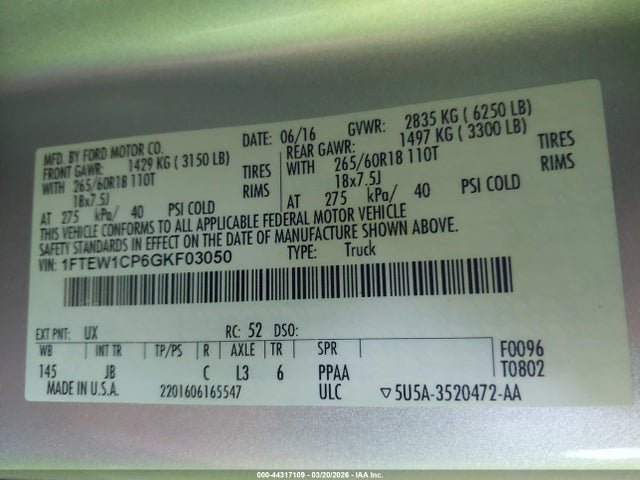 MFD. BY FORD MOTOR CO. DATE: 06/16 GVWR: 2835 KG ( 6250 LB)
FRONT GAWR: 1429 KG ( 3150 LB) REAR GAWR: 1497 KG ( 3300 LB)
WITH 265/60R18 110T TIRES WITH 265/60R18 110T TIRES
18x7.5J RIMS 18x7.5J RIMS
AT 275 kPa/ 40 PSI COLD AT 275 kPa/ 40 PSI COLD
THIS VEHICLE CONFORMS TO ALL APPLICABLE FEDERAL MOTOR VEHICLE
SAFETY STANDARDS IN EFFECT ON THE DATE OF MANUFACTURE SHOWN ABOVE.
VIN: 1FTEW1CP6GKF03050 TYPE: Truck
EXT PNT: UX RC: 52 DSO:
WB INT TR TP/PS R AXLE TR SPR F0096
145 JB C L3 6 PPAA T0802
MADE IN U.S.A. 2201606165547 ULC ▽5U5A-3520472-AA
000-44317109 - 03/20/2026 - IAA Inc.